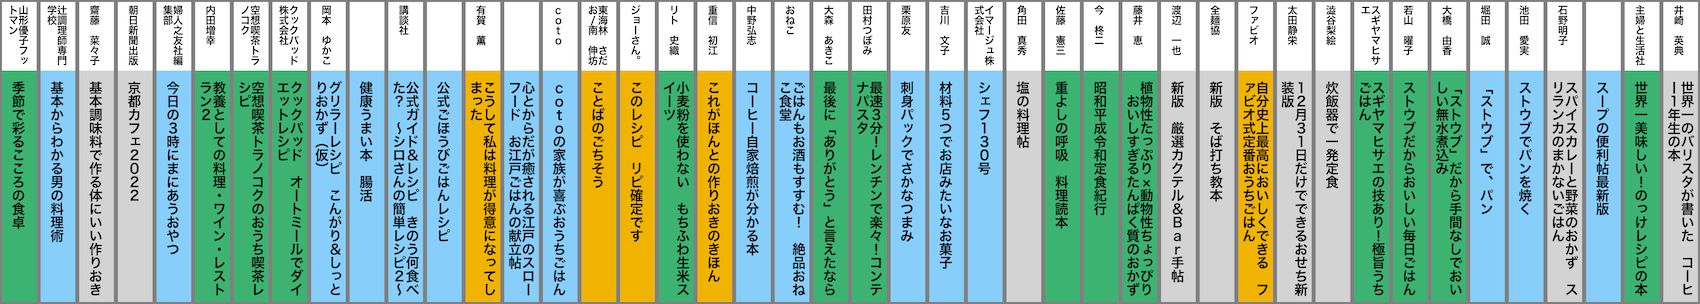 井崎　英典
世界一のバリスタが書いた　コーヒ
ー１年生の本
主婦と生活社
世界一美味しい！のっけレシピの本
スープの便利帖最新版
石野明子
スパイスカレーと野菜のおかず　ス
リランカのまかないごはん
池田　愛実
ストウブでパンを焼く
堀田　誠
「ストウブ」で、パン
大橋　由香
「ストウブ」だから手間なしでおい
しい無水煮込み
若山　曜子
ストウブだからおいしい毎日ごはん
スギヤマヒサ
エ
スギヤマヒサエの技あり！極旨うち
ごはん
澁谷梨絵
炊飯器で一発定食
太田静栄
１２月３１日だけでできるおせち新
装版
ファビオ
自分史上最高においしくできる　フ
ァビオ式定番おうちごはん
全麺協
新版　そば打ち教本
渡辺　一也
新版　厳選カクテル＆Ｂａｒ手帖
藤井　恵
植物性たっぷり×動物性ちょっぴり
おいしすぎるたんぱく質のおかず
今　柊二
昭和平成令和定食紀行
佐藤　憲三
重よしの呼吸　料理読本
角田　真秀
塩の料理帖
イマージュ株
式会社
シェフ１３０号
吉川　文子
材料５つでお店みたいなお菓子
栗原友
刺身パックでさかなつまみ
田村つぼみ
最速３分！レンチンで楽々！コンテ
ナパスタ
大森　あきこ
最後に「ありがとう」と言えたなら
おねこ
ごはんもお酒もすすむ！　絶品おね
こ食堂
中野弘志
コーヒー自家焙煎が分かる本
重信　初江
これがほんとの作りおきのきほん
リト　史織
小麦粉を使わない　もちふわ生米ス
イーツ
ジョーさん。
このレシピ　リピ確定です
東海林　さだ
お/南　伸坊
ことばのごちそう
ｃｏｔｏ
ｃｏｔｏの家族が喜ぶおうちごはん
心とからだが癒される江戸のスロー
フード　お江戸ごはんの献立帖
有賀　薫
こうして私は料理が得意になってし
まった
公式ごほうびごはんレシピ
講談社
公式ガイド＆レシピ　きのう何食べ
た？　～シロさんの簡単レシピ２～
健康うまい本　腸活
岡本　ゆかこ
グリラーレシピ　こんがり＆しっと
りおかず（仮）
クックパッド
株式会社
クックパッド　オートミールでダイ
エットレシピ
空想喫茶トラ
ノコク
空想喫茶トラノコクのおうち喫茶レ
シピ
内田増幸
教養としての料理・ワイン・レスト
ラン２
婦人之友社編
集部
今日の３時にまにあうおやつ
朝日新聞出版
京都カフェ２０２２
齋藤　菜々子
基本調味料で作る体にいい作りおき
辻調理師専門
学校
基本からわかる男の料理術
山形優子フッ
トマン
季節で彩るこころの食卓